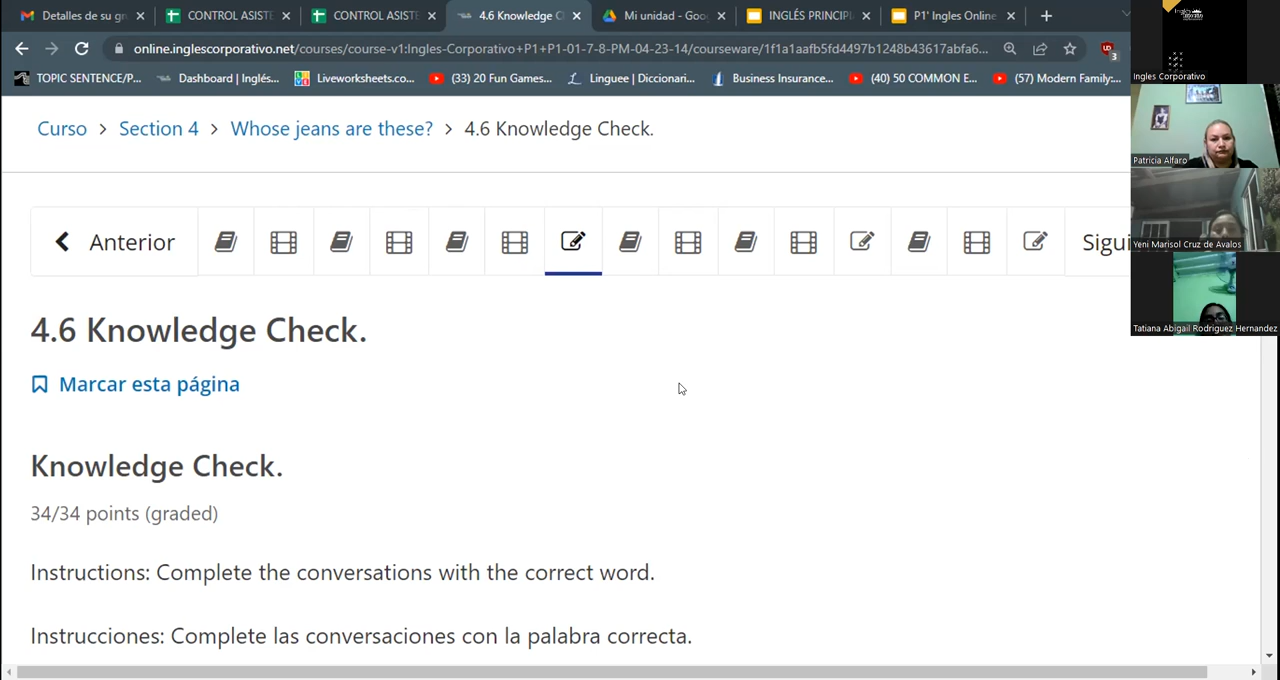 Detalles de su gr
CONTROL ASISTE
CONTROL ASISTE
4.6 Knowledge C
Mi unidad - Goo
INGLÉS PRINCIPI
P1' Ingles Online
online.inglescorporativo.net/courses/course-v1:Ingles-Corporativo+P1+P1-01-7-8-PM-04-23-14/courseware/1f1a1aafb5fd4497b1248b43617abfa6...
3
TOPIC SENTENCE/P...
Dashboard | Inglés...
Liveworksheets.co...
(33) 20 Fun Games...
Linguee | Diccionari...
Business Insurance...
(40) 50 COMMON E...
(57) Modern Family:...
Curso > Section 4 > Whose jeans are these? > 4.6 Knowledge Check.
Anterior
Sigui
4.6 Knowledge Check.
Marcar esta página
Knowledge Check.
34/34 points (graded)
Instructions: Complete the conversations with the correct word.
Instrucciones: Complete las conversaciones con la palabra correcta.
Ingles Corporativo
Patricia Alfaro
Yeni Marisol Cruz de Avalos
Tatiana Abigail Rodriguez Hernandez